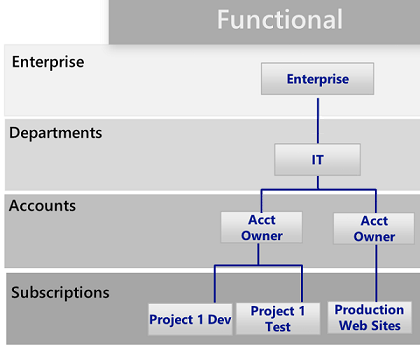 Functional
Enterprise
Enterprise
Departments
IT
Accounts
Acct
Owner
Acct
Owner
Subscriptions
Project 1 Dev
Project 1
Test
Production
Web Sites